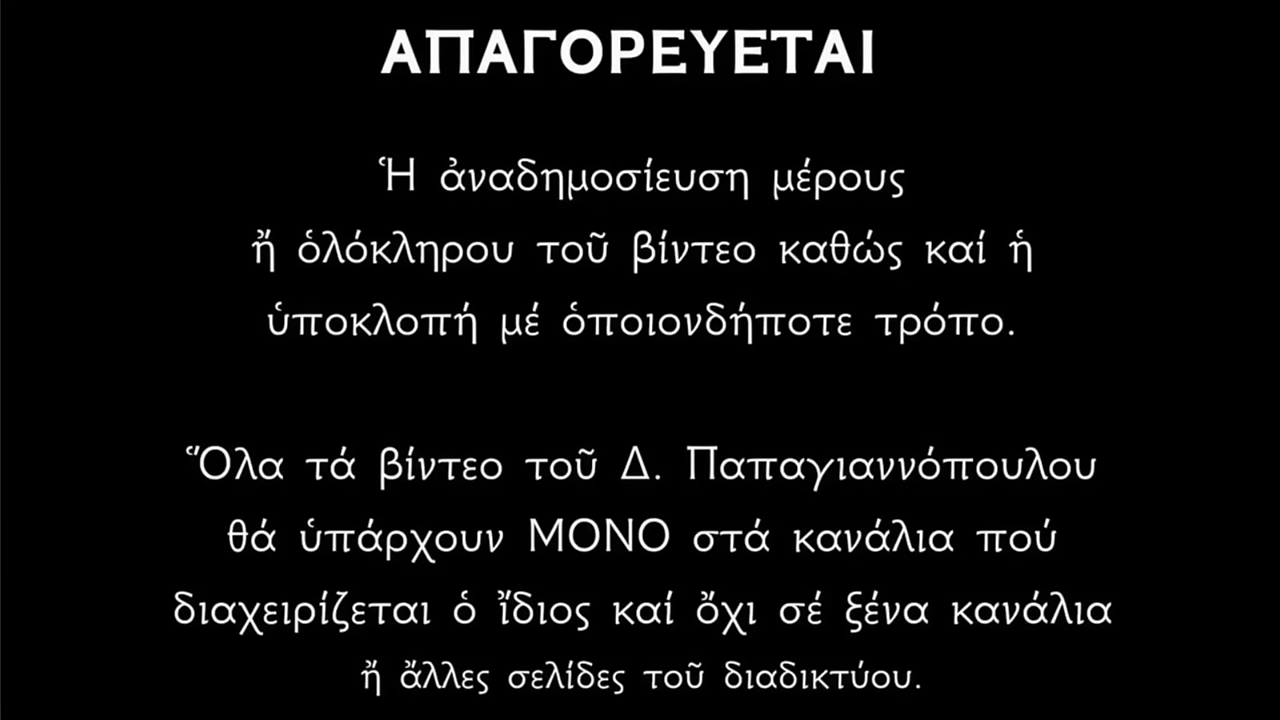 ΑΠΑΓΟΡΕΥΕΤΑΙ
Ἡ ἀναδημοσίευση μέρους
ἤ ὁλόκληρου τοῦ βίντεο καθώς καί ἡ
ὑποκλοπή μέ ὁποιονδήποτε τρόπο.
Ὅλα τά βίντεο τοῦ Δ. Παπαγιαννόπουλου
θά ὑπάρχουν ΜΟΝΟ στά κανάλια πού
διαχειρίζεται ὁ ἴδιος καί ὄχι σέ ξένα κανάλια
ἤ ἄλλες σελίδες τοῦ διαδικτύου.